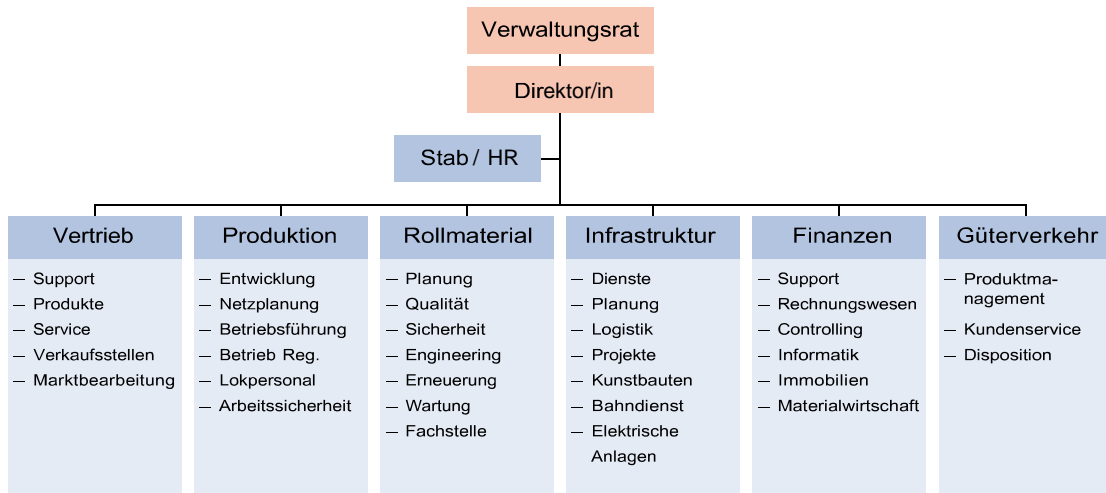 Verwaltungsrat
Direktor/in
Stab / HR
Vertrieb
– Support
– Produkte
– Service
– Verkaufsstellen
– Marktbearbeitung
Produktion
– Entwicklung
– Netzplanung
– Betriebsführung
– Betrieb Reg.
– Lokpersonal
– Arbeitssicherheit
Rollmaterial
– Planung
– Qualität
– Sicherheit
– Engineering
– Erneuerung
– Wartung
– Fachstelle
Infrastruktur
– Dienste
– Planung
– Logistik
– Projekte
– Kunstbauten
– Bahndienst
– Elektrische
Anlagen
Finanzen
– Support
– Rechnungswesen
– Controlling
– Informatik
– Immobilien
– Materialwirtschaft
Güterverkehr
– Produktma-
nagement
– Kundenservice
– Disposition